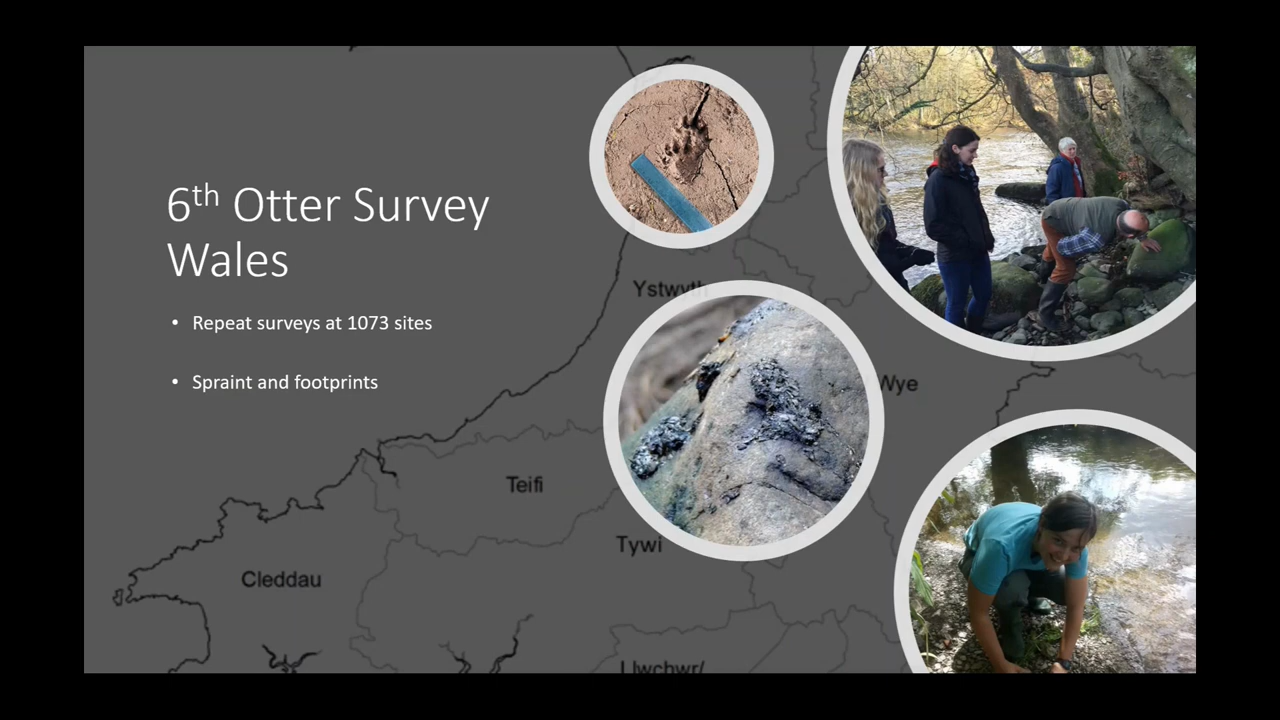 6th Otter Survey
Wales
• Repeat surveys at 1073 sites
• Spraint and footprints
Ystwyth
Wye
Teifi
Tywi
Cleddau
Llwchwr/